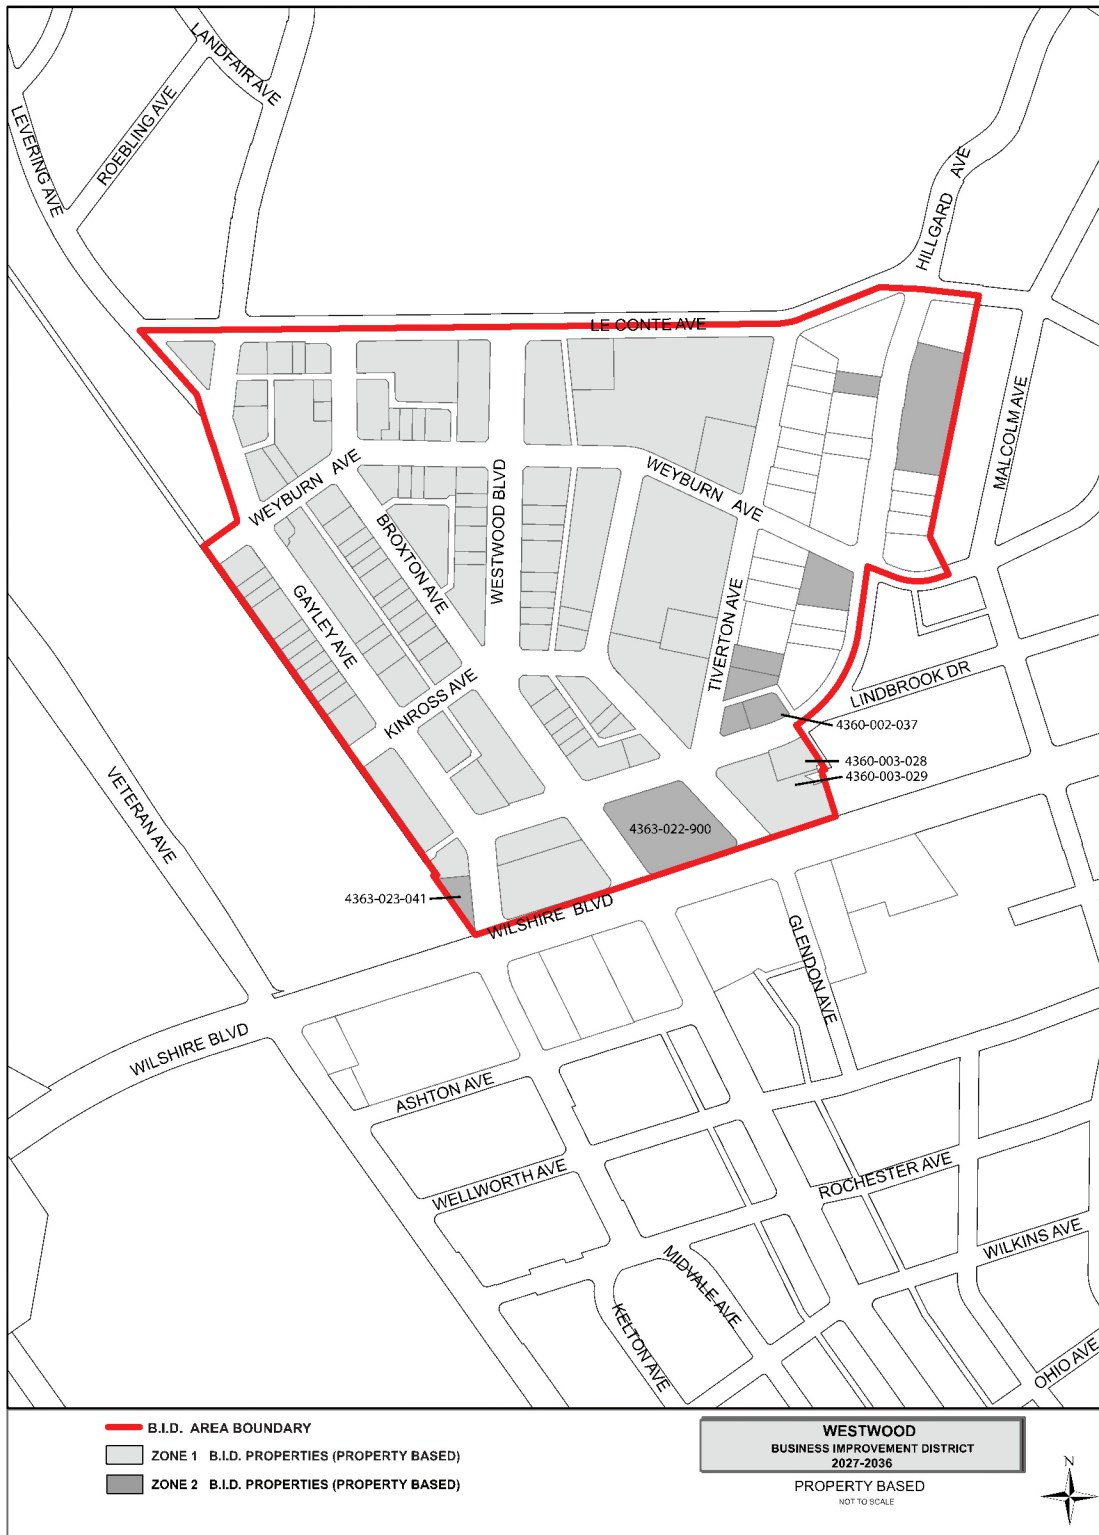 LANDFAIR AVE
ROEBLING AVE
LEVERING AVE
HILLGARD AVE
LE CONTE AVE
MALCOLM AVE
WEYBURN AVE
WEYBURN AVE
WESTWOOD BLVD
BROXTON AVE
GAYLEY AVE
TIVERTON AVE
KINROSS AVE
LINDBROOK DR
4360-002-037
4360-003-028
4360-003-029
VETERAN AVE
4363-022-900
4363-023-041
WILSHIRE BLVD
GLENDON AVE
WILSHIRE BLVD
ASHTON AVE
WELLWORTH AVE
ROCHESTER AVE
WILKINS AVE
MIDVALE AVE
KELTON AVE
OHIO AVE
B.I.D. AREA BOUNDARY
ZONE 1 B.I.D. PROPERTIES (PROPERTY BASED)
ZONE 2 B.I.D. PROPERTIES (PROPERTY BASED)
WESTWOOD
BUSINESS IMPROVEMENT DISTRICT
2027-2036
PROPERTY BASED
NOT TO SCALE
N